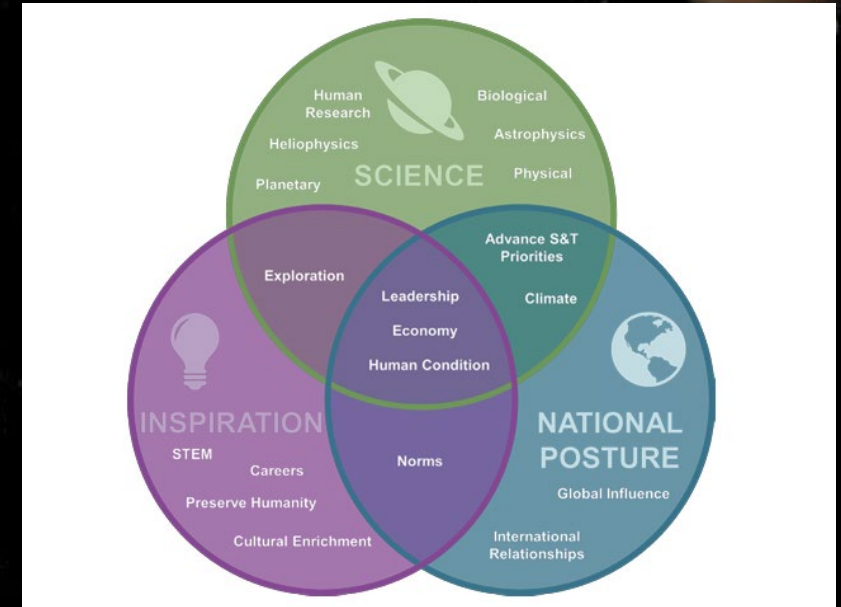 Human
Research
Biological
Heliophysics
Astrophysics
Planetary
SCIENCE
Physical
Exploration
Advance S&T
Priorities
Leadership
Climate
Economy
Human Condition
INSPIRATION
NATIONAL
POSTURE
STEM
Careers
Norms
Preserve Humanity
Cultural Enrichment
Global Influence
International
Relationships